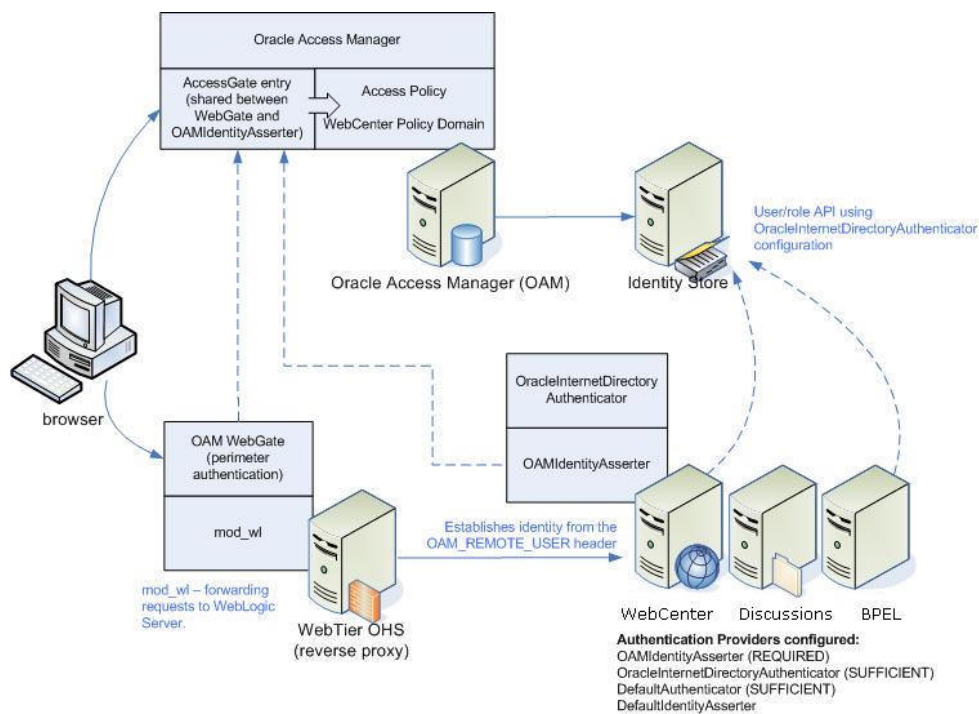 Oracle Access Manager
AccessGate entry
(shared between
WebGate and
OAMIdentityAsserter)
Access Policy
WebCenter Policy Domain
Oracle Access Manager (OAM)
Identity Store
User/role API using
OracleInternetDirectoryAuthenticator
configuration
browser
OracleInternetDirectory
Authenticator
OAMIdentityAsserter
OAM WebGate
(perimeter
authentication)
mod_wl
Establishes identity from the
OAM_REMOTE_USER header
mod_wl – forwarding
requests to WebLogic
Server.
WebTier OHS
(reverse proxy)
WebCenter
Discussions
BPEL
Authentication Providers configured:
OAMIdentityAsserter (REQUIRED)
OracleInternetDirectoryAuthenticator (SUFFICIENT)
DefaultAuthenticator (SUFFICIENT)
DefaultIdentityAsserter